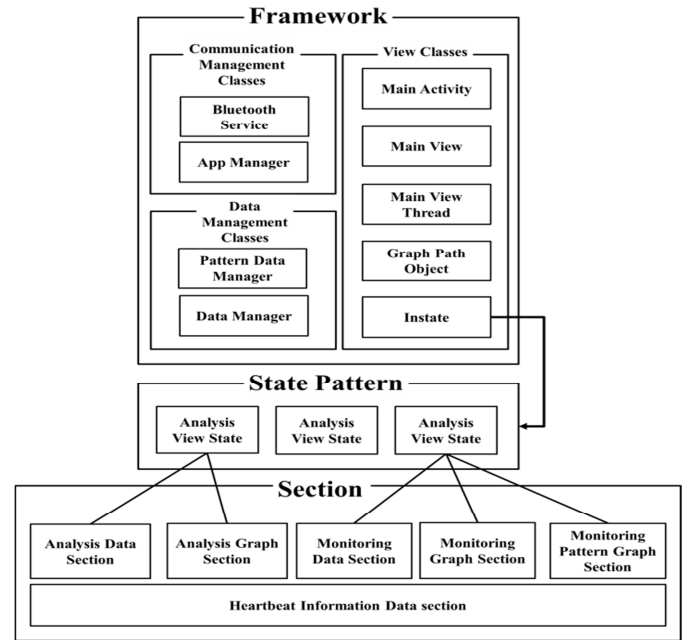 Framework
Communication
Management
Classes
Bluetooth
Service
App Manager
Data
Management
Classes
Pattern Data
Manager
Data Manager
View Classes
Main Activity
Main View
Main View
Thread
Graph Path
Object
Instate
State Pattern
Analysis
View State
Analysis
View State
Analysis
View State
Section
Analysis Data
Section
Analysis Graph
Section
Monitoring
Data Section
Monitoring
Graph Section
Monitoring
Pattern Graph
Section
Heartbeat Information Data section